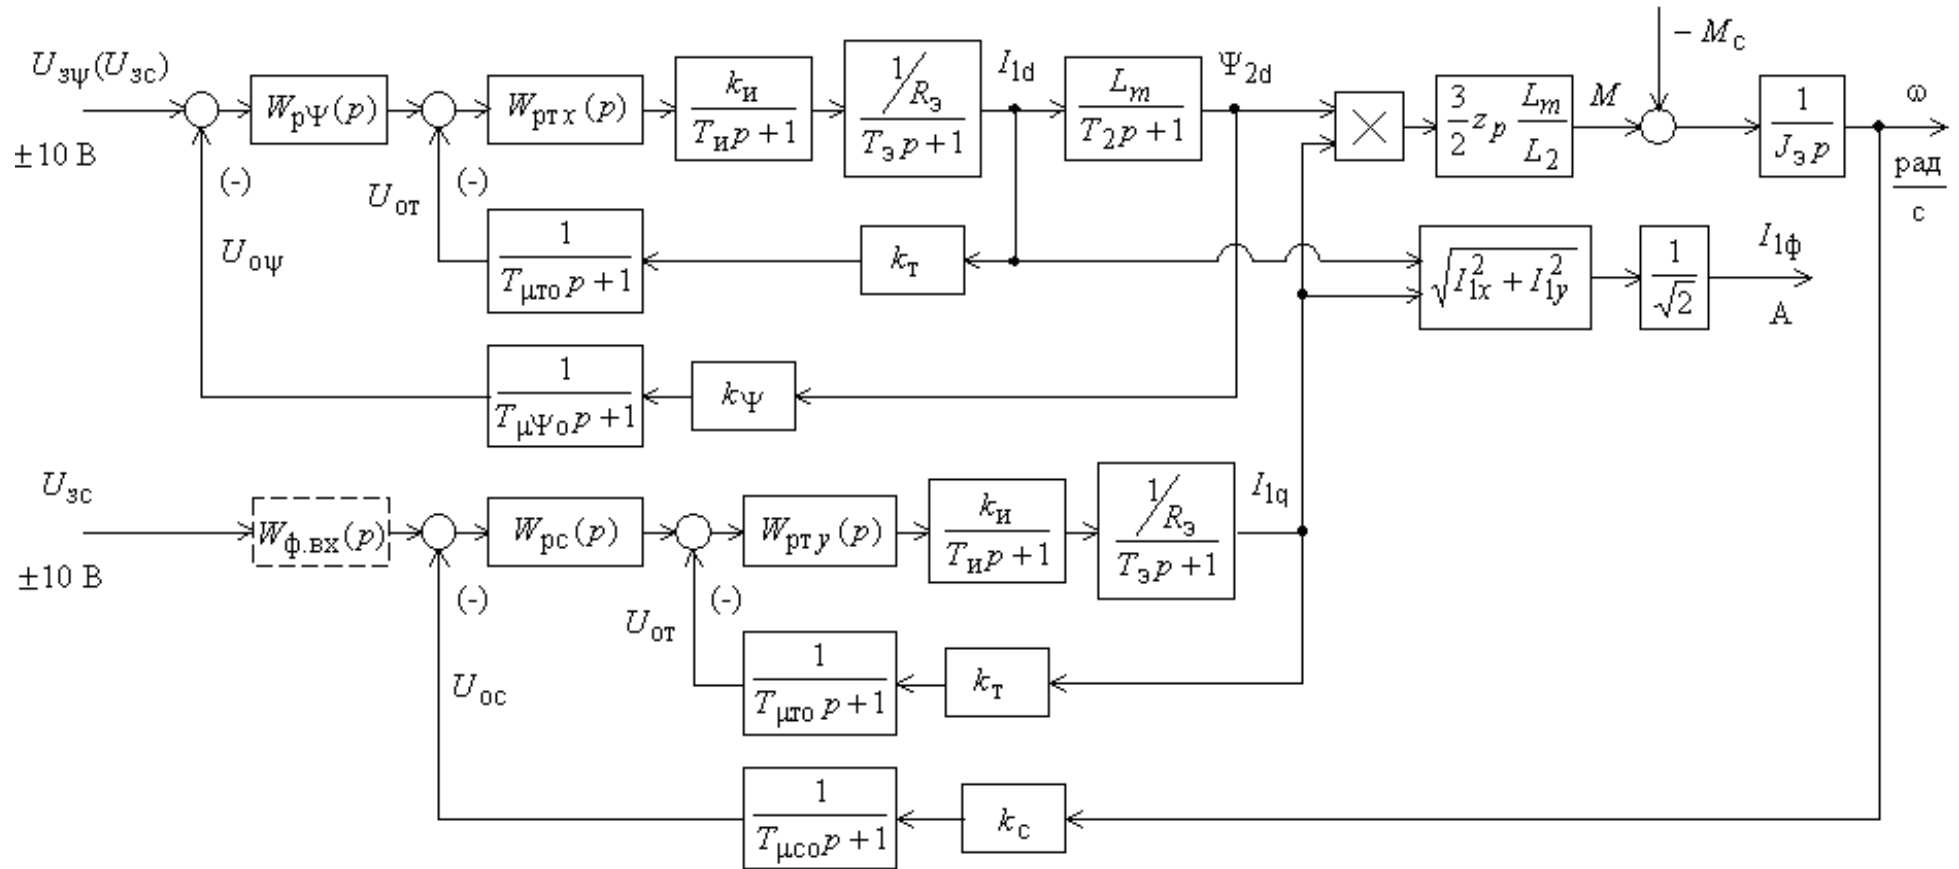 U_зψ(U_зс)
±10 В
W_рΨ(p)
W_ртx(p)
k_и / T_и p + 1
1/R_э / T_э p + 1
I_1d
L_m / T_2 p + 1
Ψ_2d
×
3/2 z_p L_m/L_2
M
− M_с
1 / J_э p
ω
рад/с
(-)
(-)
U_от
U_оψ
1 / T_μто p + 1
k_т
√(I_1x^2 + I_1y^2)
1/√2
I_1ф
А
1 / T_μΨо p + 1
k_Ψ
U_зс
±10 В
W_ф.вх(p)
W_рс(p)
W_ртy(p)
k_и / T_и p + 1
1/R_э / T_э p + 1
I_1q
(-)
(-)
U_от
U_ос
1 / T_μто p + 1
k_т
1 / T_μсо p + 1
k_с